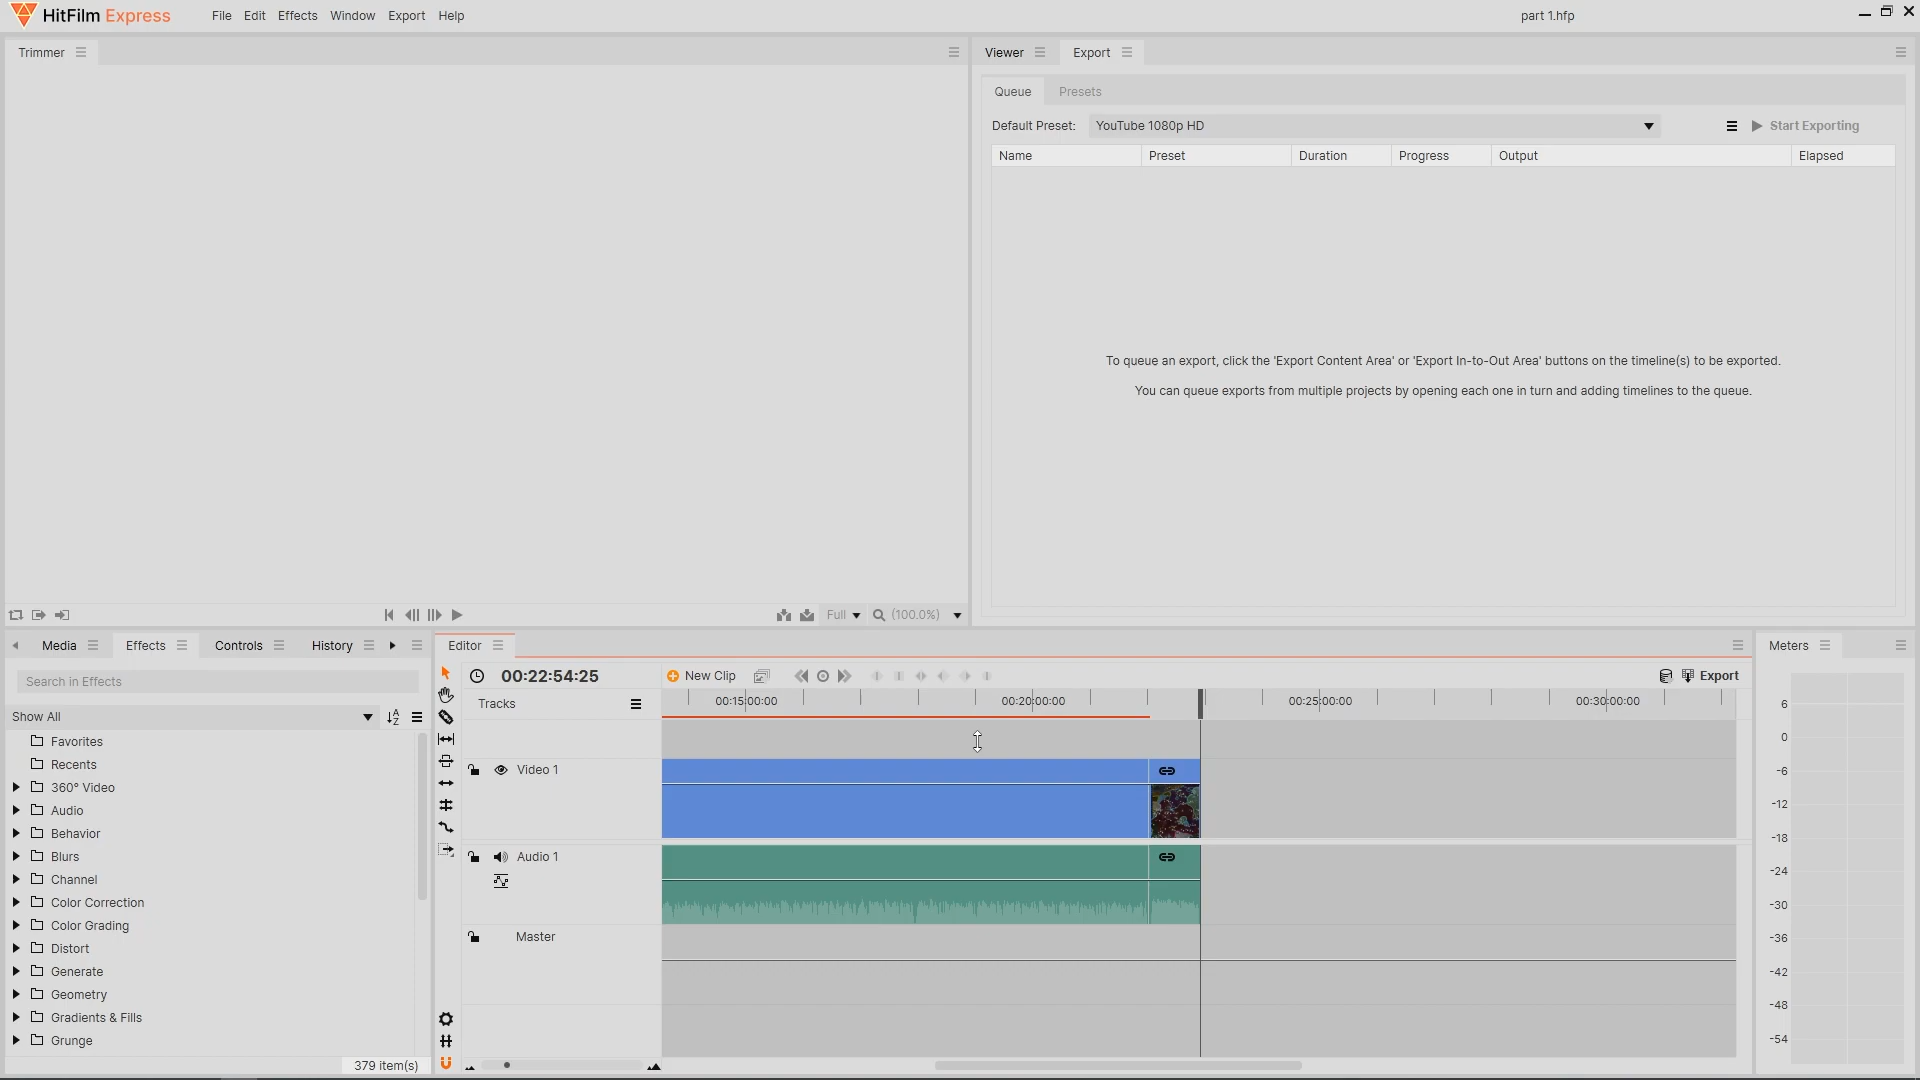 HitFilm Express
File Edit Effects Window Export Help
part 1.hfp
Trimmer
Viewer Export
Queue Presets
Default Preset: YouTube 1080p HD Start Exporting
Name Preset Duration Progress Output Elapsed
To queue an export, click the 'Export Content Area' or 'Export In-to-Out Area' buttons on the timeline(s) to be exported.
You can queue exports from multiple projects by opening each one in turn and adding timelines to the queue.
Full (100.0%)
Media Effects Controls History
Search in Effects
Show All
Favorites
Recents
360° Video
Audio
Behavior
Blurs
Channel
Color Correction
Color Grading
Distort
Generate
Geometry
Gradients & Fills
Grunge
379 item(s)
Editor
00:22:54:25 New Clip Export
Tracks 00:15:00:00 00:20:00:00 00:25:00:00 00:30:00:00
Video 1
Audio 1
Master
Meters
6
0
-6
-12
-18
-24
-30
-36
-42
-48
-54